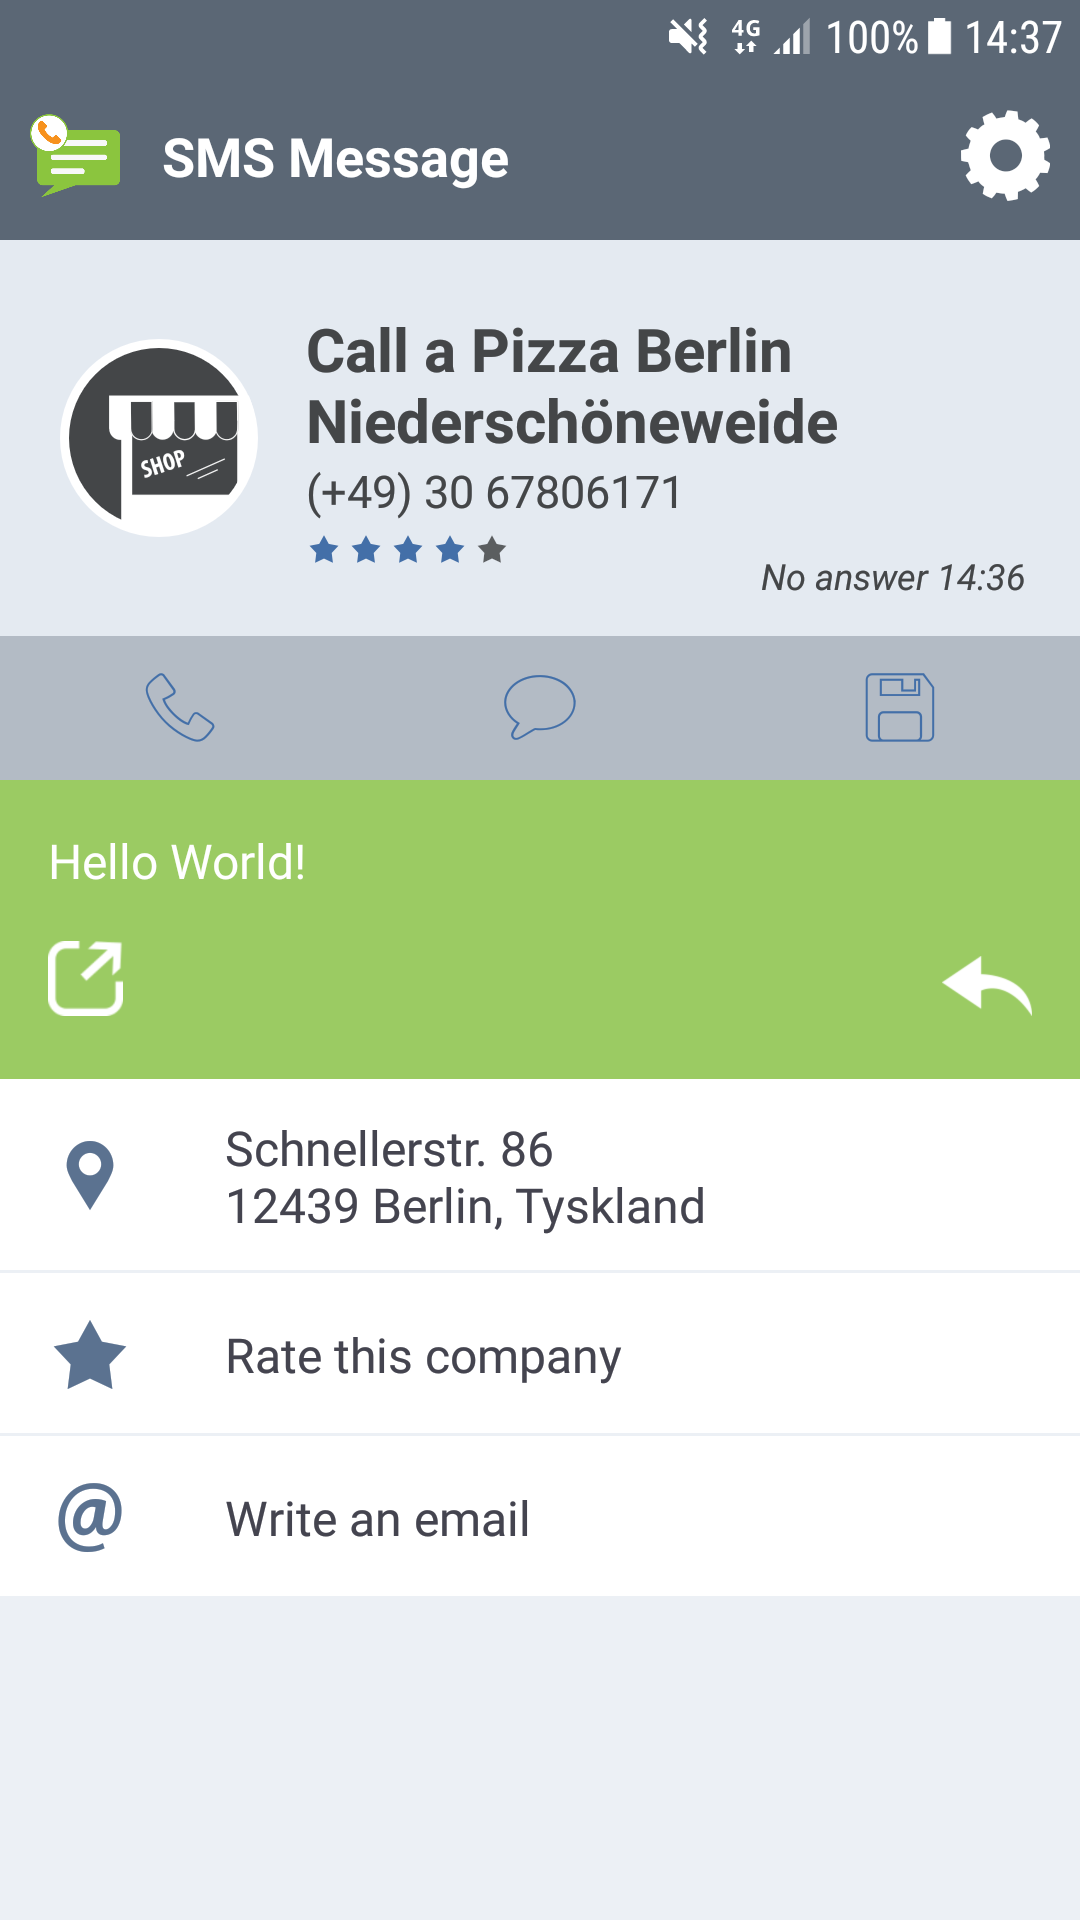 4G 100% 14:37
SMS Message
Call a Pizza Berlin
Niederschöneweide
SHOP
(+49) 30 67806171
No answer 14:36
Hello World!
Schnellerstr. 86
12439 Berlin, Tyskland
Rate this company
@ Write an email